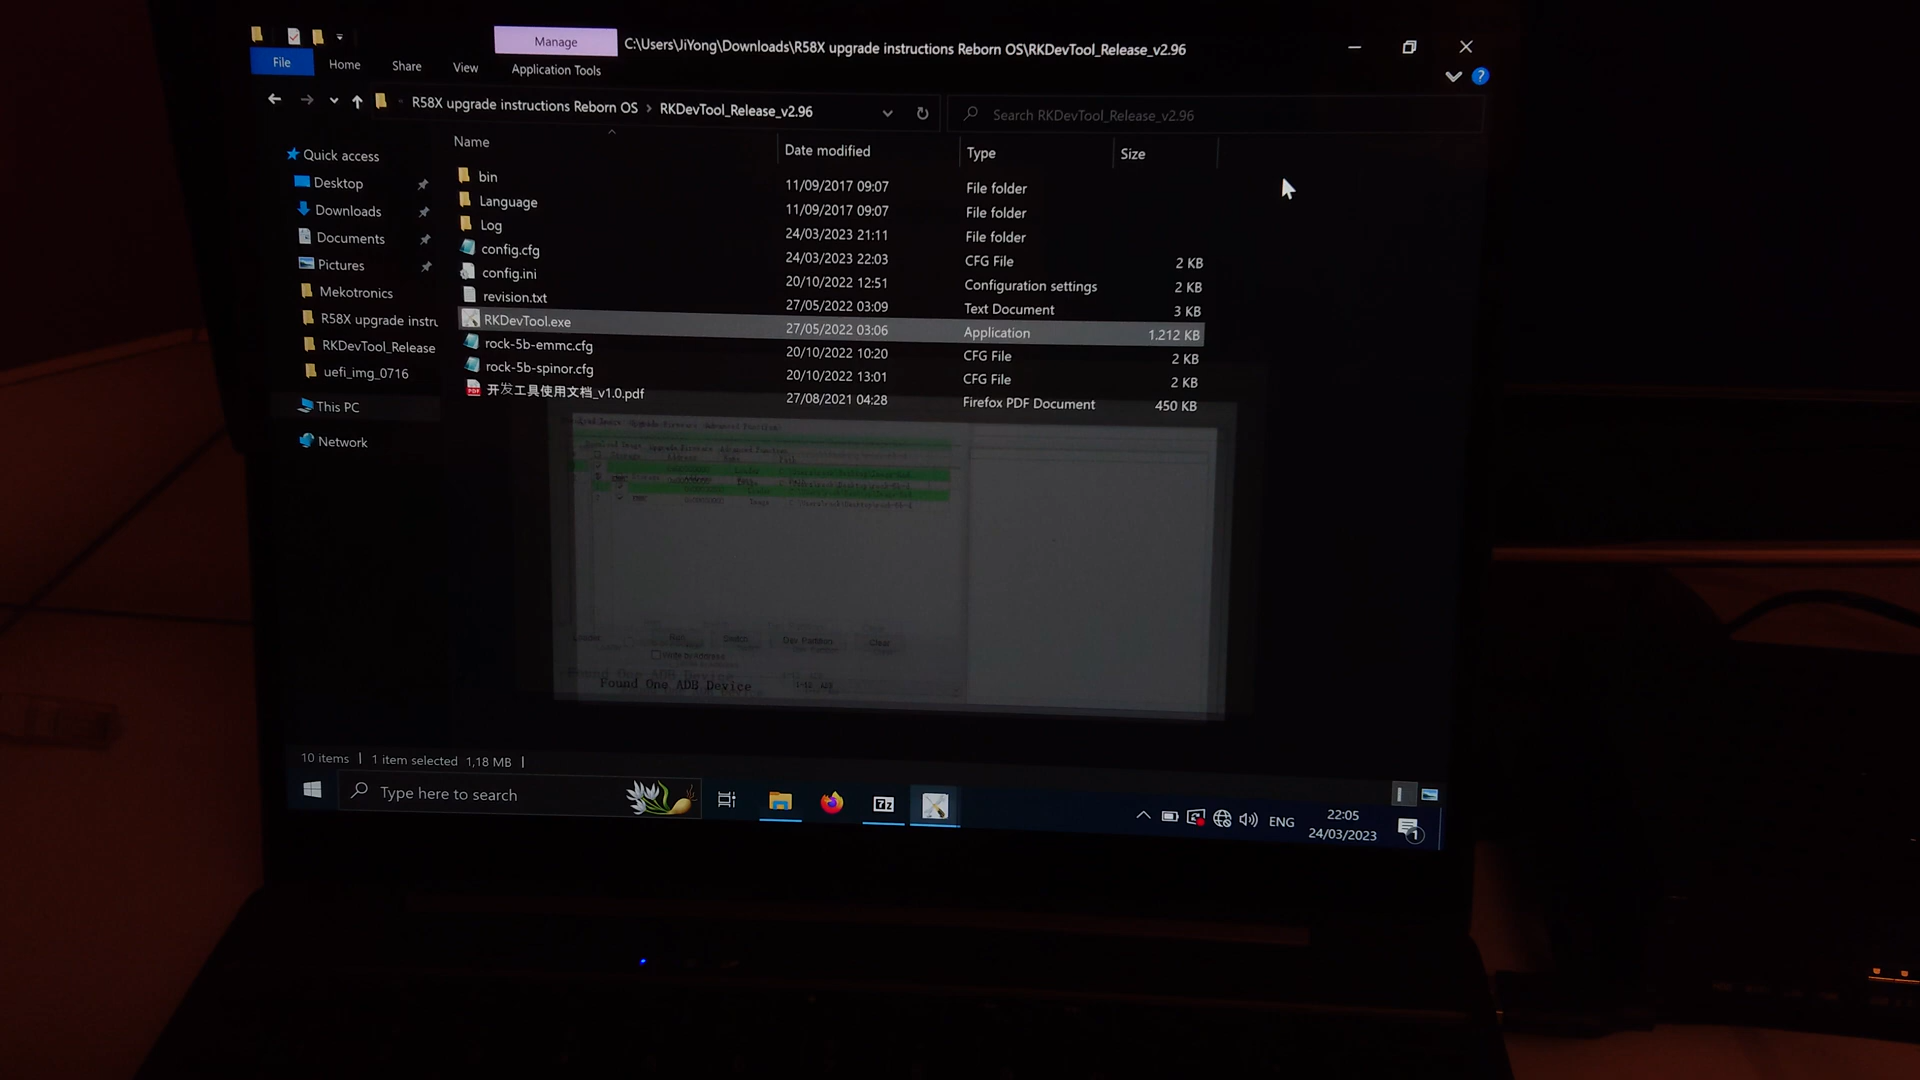 Manage
C:\Users\JiYong\Downloads\R58X upgrade instructions Reborn OS\RKDevTool_Release_v2.96
File Home Share View Application Tools
R58X upgrade instructions Reborn OS > RKDevTool_Release_v2.96
Search RKDevTool_Release_v2.96
Name Date modified Type Size
Quick access
Desktop
Downloads
Documents
Pictures
Mekotronics
R58X upgrade instru
RKDevTool_Release
uefi_img_0716
This PC
Network
bin 11/09/2017 09:07 File folder
Language 11/09/2017 09:07 File folder
Log 24/03/2023 21:11 File folder
config.cfg 24/03/2023 22:03 CFG File 2 KB
config.ini 20/10/2022 12:51 Configuration settings 2 KB
revision.txt 27/05/2022 03:09 Text Document 3 KB
RKDevTool.exe 27/05/2022 03:06 Application 1.212 KB
rock-5b-emmc.cfg 20/10/2022 10:20 CFG File 2 KB
rock-5b-spinor.cfg 20/10/2022 13:01 CFG File 2 KB
开发工具使用文档_v1.0.pdf 27/08/2021 04:28 Firefox PDF Document 450 KB
Run Switch Dev Partition Clear
Write by Address
Found One ADB Device
10 items 1 item selected 1,18 MB
Type here to search
ENG
22:05
24/03/2023
1